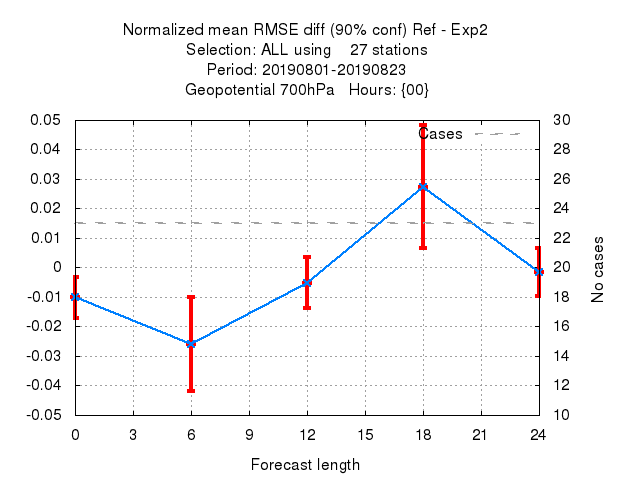 Normalized mean RMSE diff (90% conf) Ref - Exp2
Selection: ALL using    27 stations
Period: 20190801-20190823
Geopotential 700hPa   Hours: {00}
0.05
0.04
0.03
0.02
0.01
0
-0.01
-0.02
-0.03
-0.04
-0.05
Cases
30
28
26
24
22
20
18
16
14
12
10
No cases
0 3 6 9 12 15 18 21 24
Forecast length